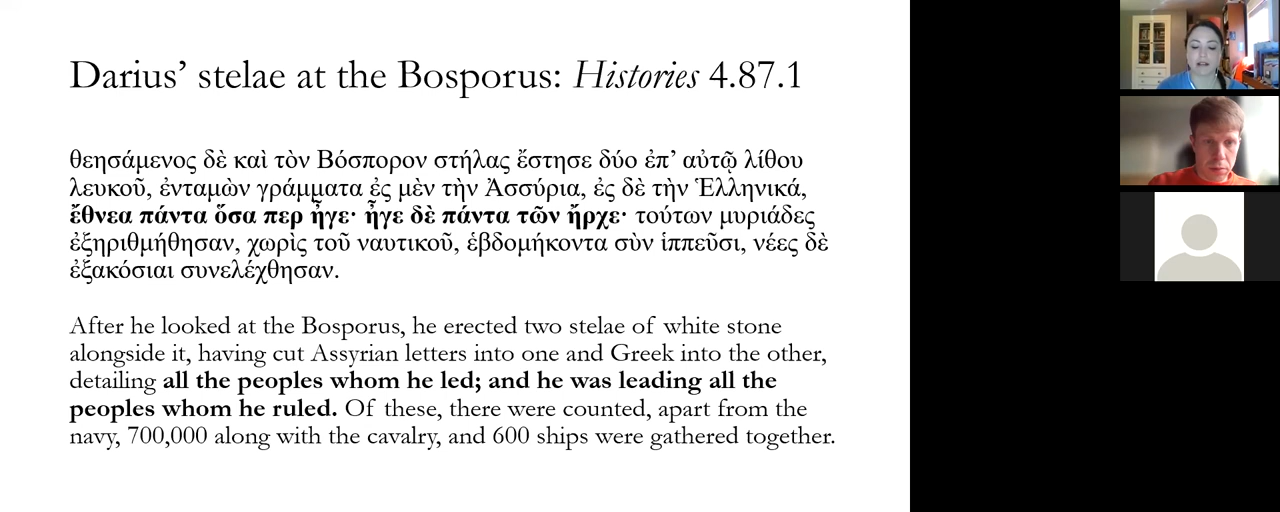 Darius’ stelae at the Bosporus: Histories 4.87.1
θεησάμενος δὲ καὶ τὸν Βόσπορον στήλας ἔστησε δύο ἐπ’ αὐτῷ λίθου
λευκοῦ, ἐνταμὼν γράμματα ἐς μὲν τὴν Ἀσσύρια, ἐς δὲ τὴν Ἑλληνικά,
ἔθνεα πάντα ὅσα περ ἦγε· ἦγε δὲ πάντα τῶν ἦρχε· τούτων μυριάδες
ἐξηριθμήθησαν, χωρὶς τοῦ ναυτικοῦ, ἑβδομήκοντα σὺν ἱππεῦσι, νέες δὲ
ἑξακόσιαι συνελέχθησαν.
After he looked at the Bosporus, he erected two stelae of white stone
alongside it, having cut Assyrian letters into one and Greek into the other,
detailing all the peoples whom he led; and he was leading all the
peoples whom he ruled. Of these, there were counted, apart from the
navy, 700,000 along with the cavalry, and 600 ships were gathered together.